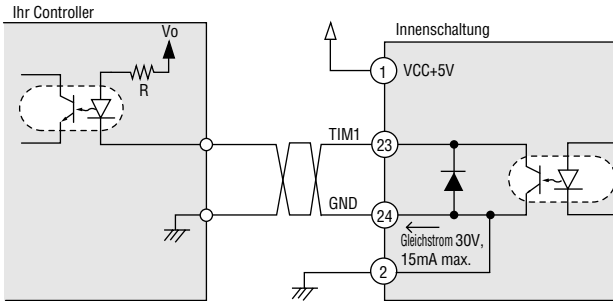 Ihr Controller
Vo
R
Innenschaltung
1
VCC+5V
TIM1
23
GND
24
Gleichstrom 30V,
15mA max.
2